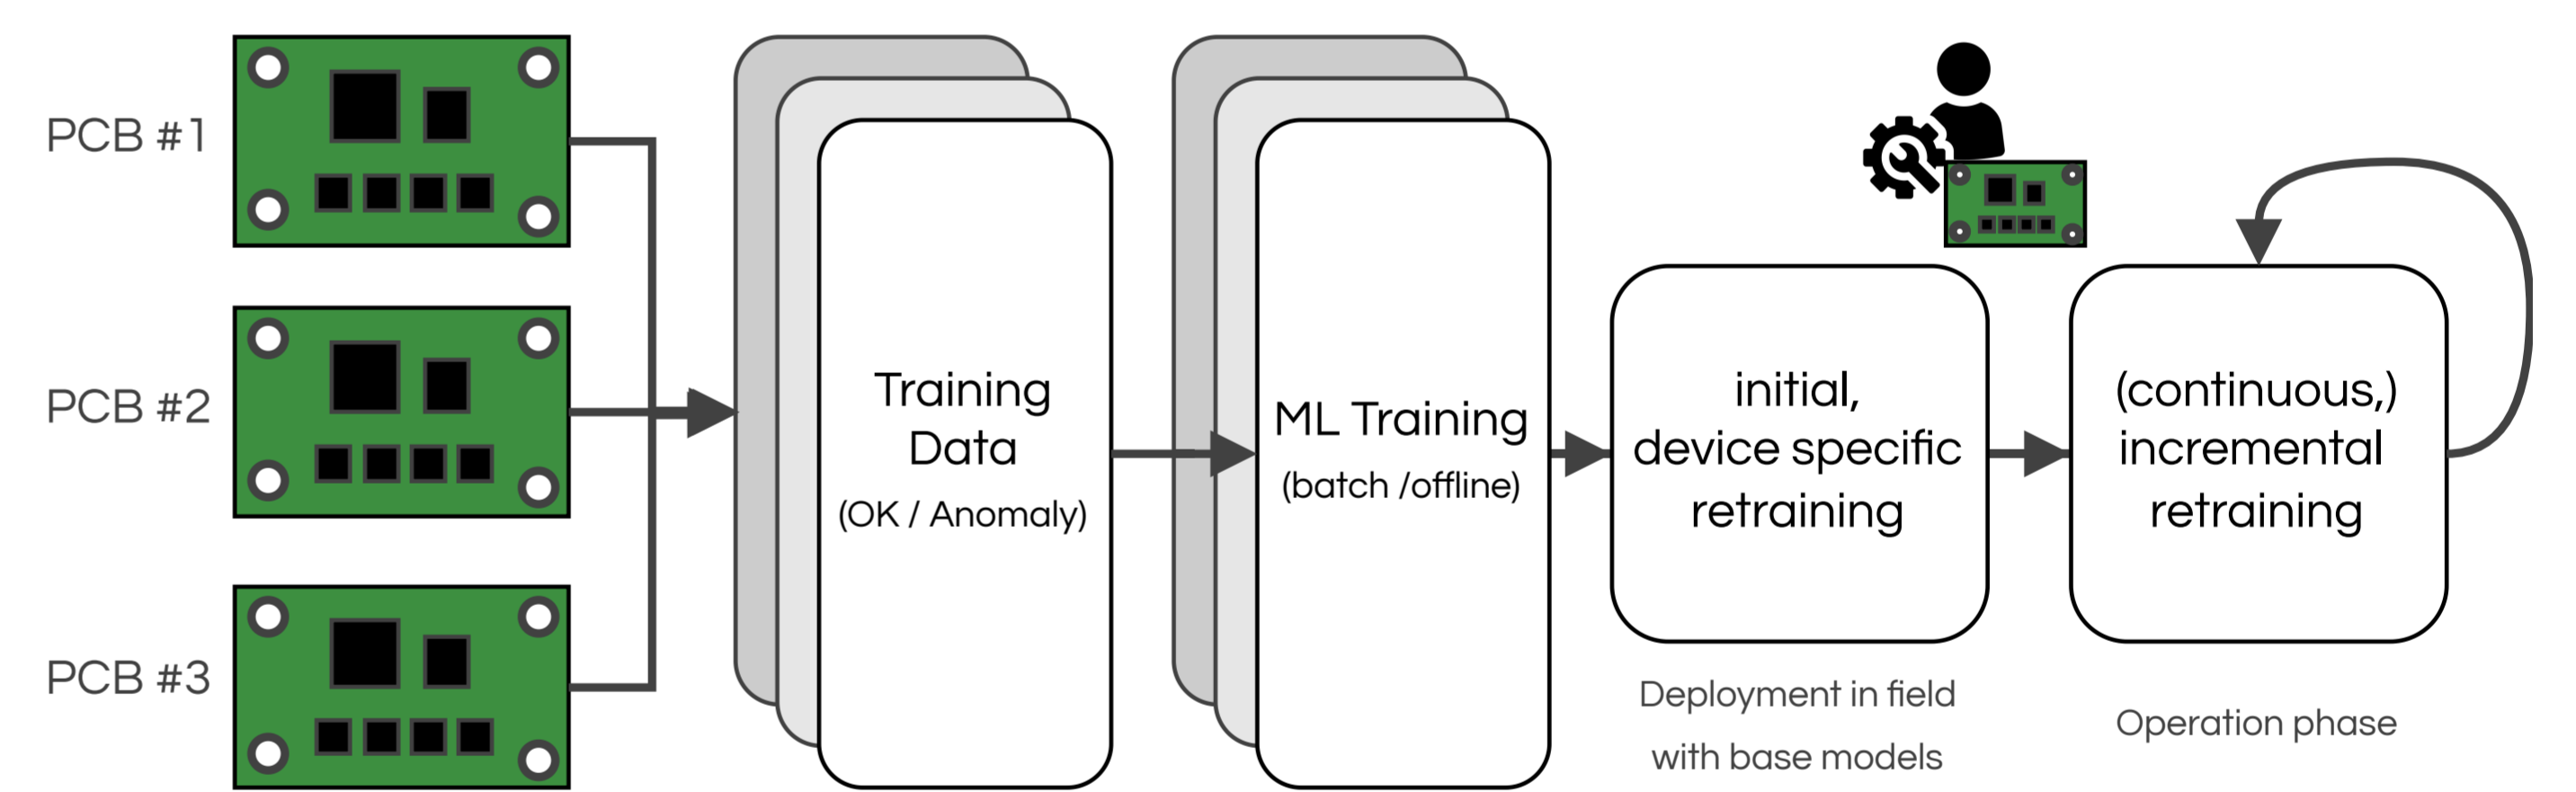 PCB #1
PCB #2
PCB #3
Training
Data
(OK / Anomaly)
ML Training
(batch /offline)
initial,
device specific
retraining
Deployment in field
with base models
(continuous,)
incremental
retraining
Operation phase